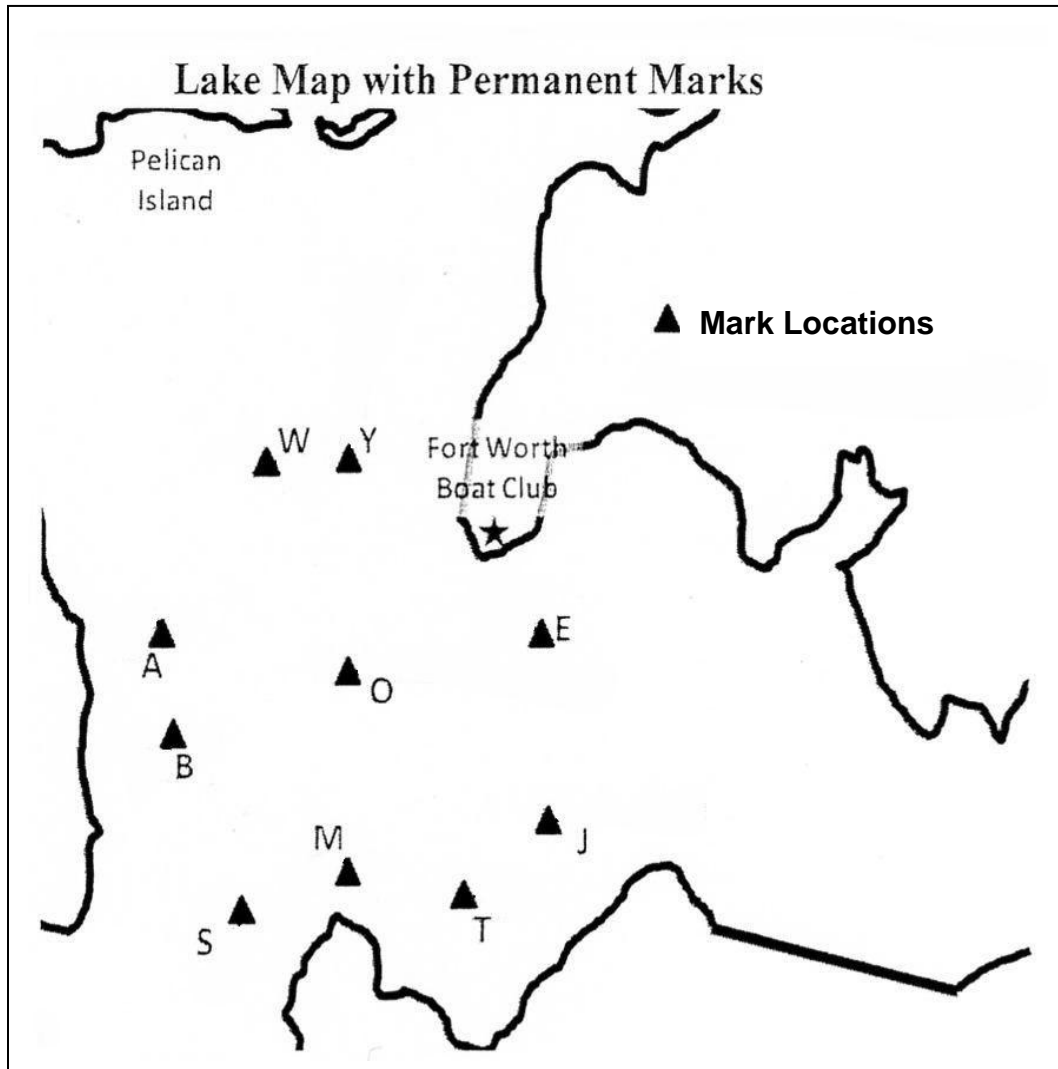 Lake Map with Permanent Marks
Pelican
Island
Mark Locations
W
Y
Fort Worth
Boat Club
E
A
O
B
J
M
S
T